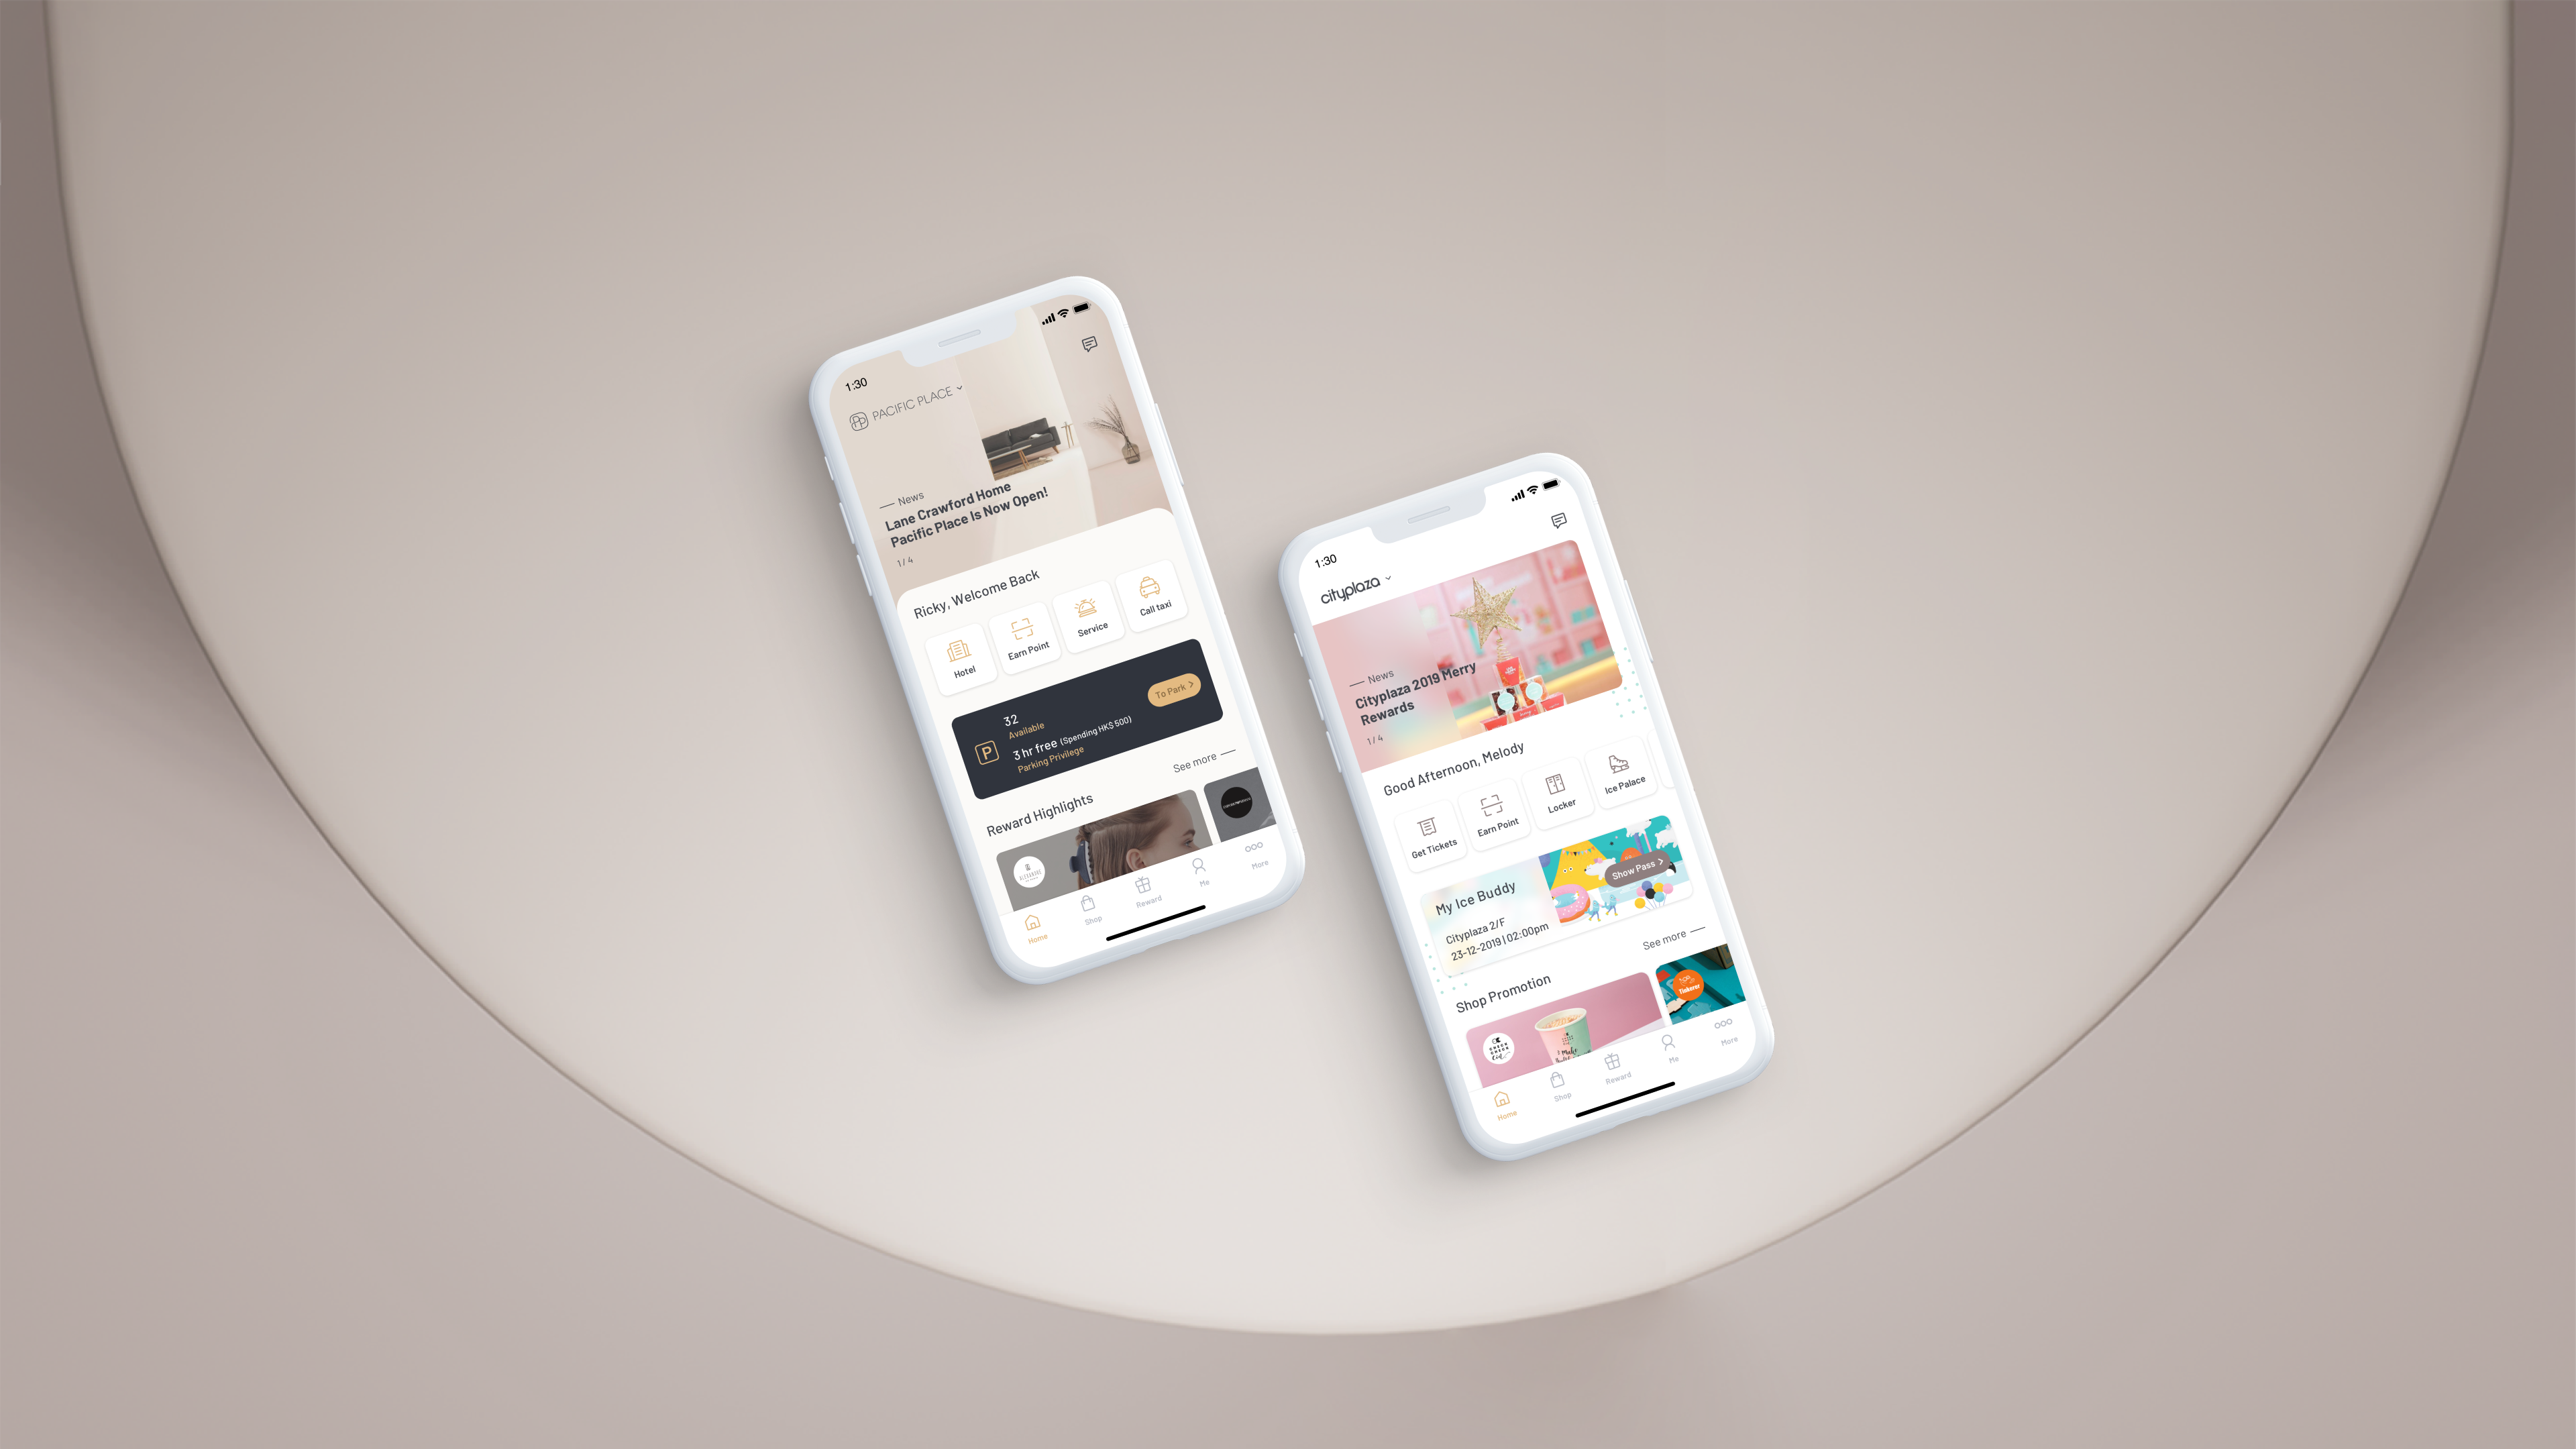 1:30
PACIFIC PLACE
News
Lane Crawford Home
Pacific Place Is Now Open!
1 / 4
Ricky, Welcome Back
Hotel
Earn Point
Service
Call taxi
P
32
Available
3 hr free (Spending HK$ 500)
Parking Privilege
To Park >
Reward Highlights
See more
Home
Shop
Reward
Me
More
1:30
cityplaza
News
Cityplaza 2019 Merry
Rewards
1 / 4
Good Afternoon, Melody
Get Tickets
Earn Point
Locker
Ice Palace
My Ice Buddy
Cityplaza 2/F
23-12-2019 | 02:00pm
Show Pass >
Shop Promotion
See more
Tinkerer
Make
Home
Shop
Reward
Me
More